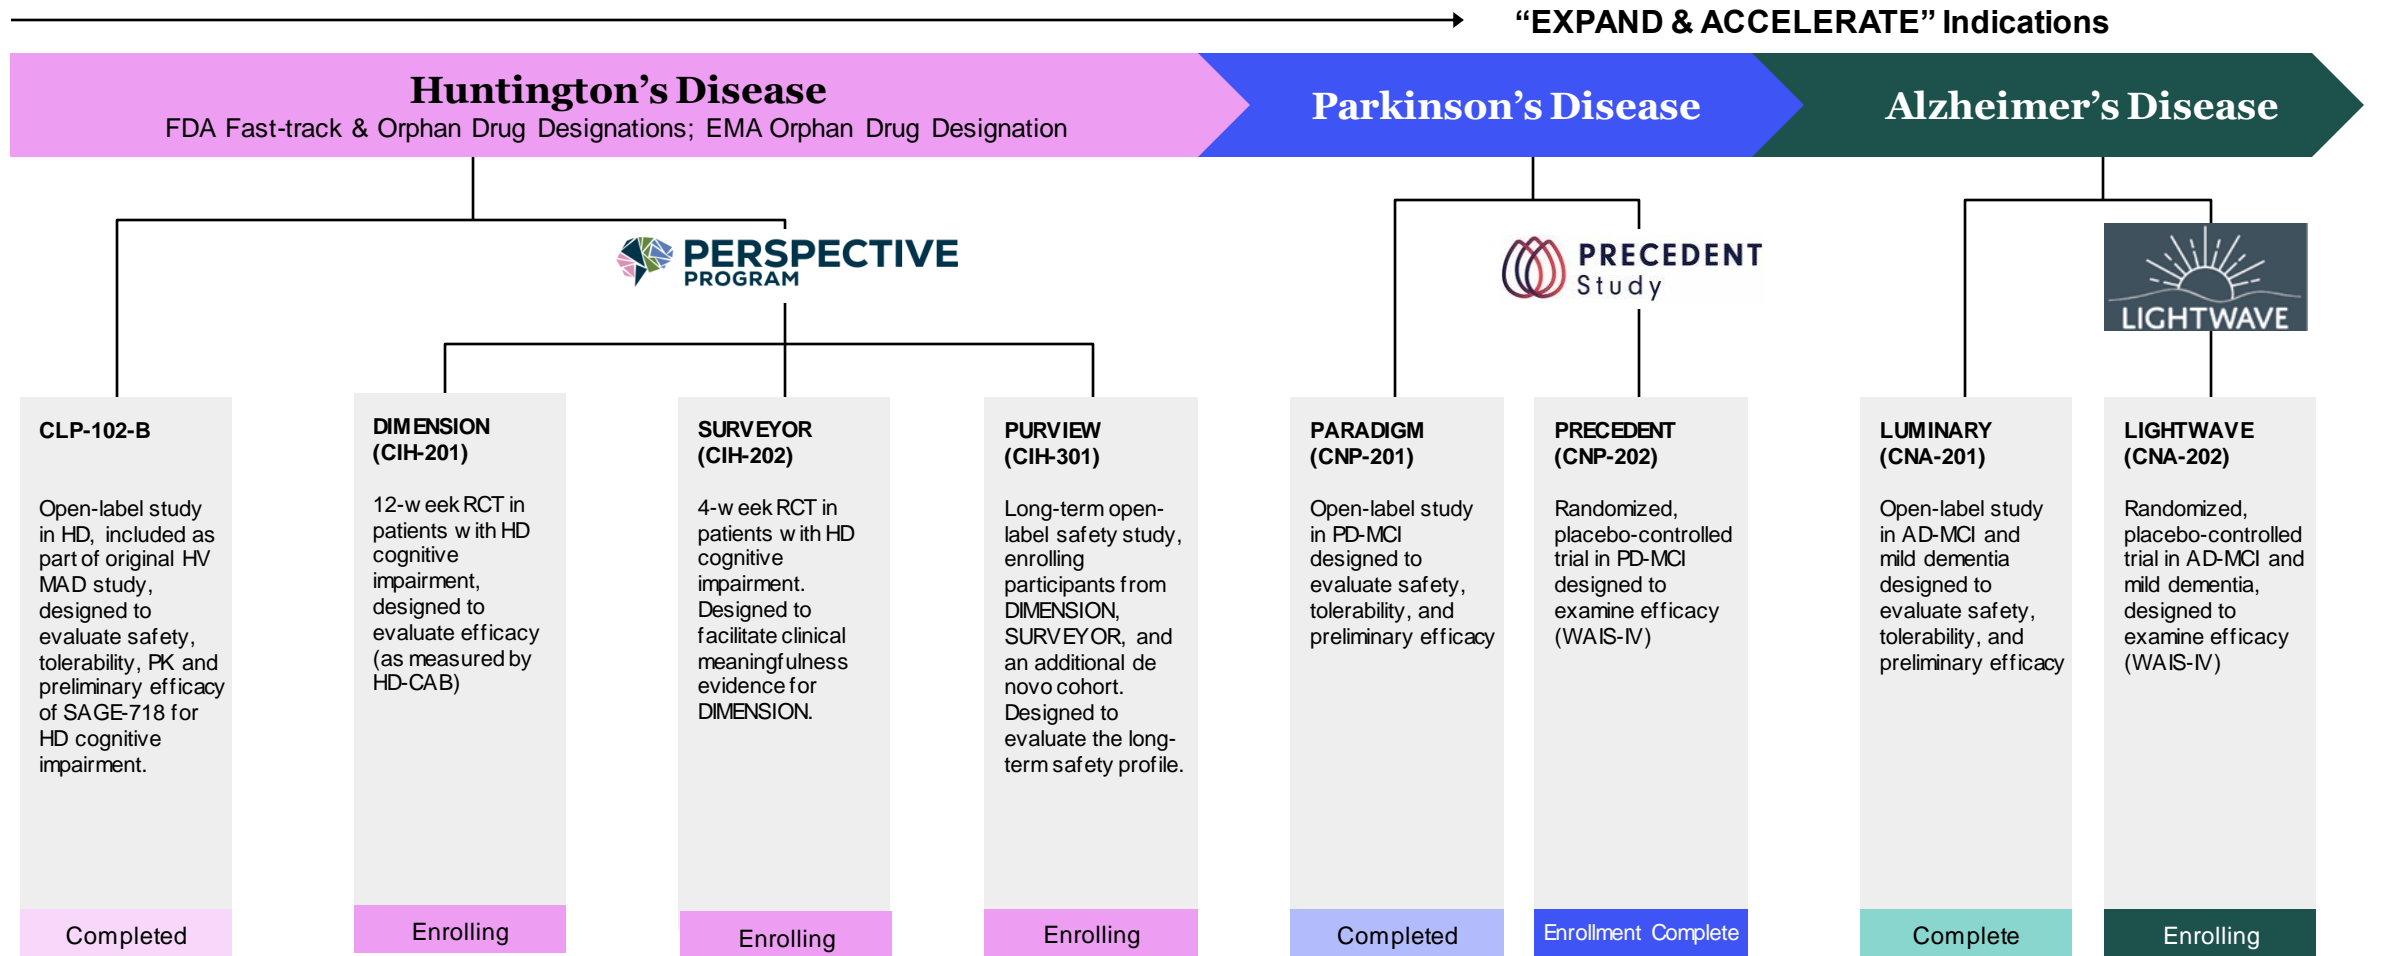 “EXPAND & ACCELERATE” Indications
Huntington’s Disease
FDA Fast-track & Orphan Drug Designations; EMA Orphan Drug Designation
Parkinson’s Disease
Alzheimer’s Disease
PERSPECTIVE
PROGRAM
PRECEDENT
Study
LIGHTWAVE
CLP-102-B
Open-label study
in HD, included as
part of original HV
MAD study,
designed to
evaluate safety,
tolerability, PK and
preliminary efficacy
of SAGE-718 for
HD cognitive
impairment.
Completed
DIMENSION
(CIH-201)
12-week RCT in
patients with HD
cognitive
impairment,
designed to
evaluate efficacy
(as measured by
HD-CAB)
Enrolling
SURVEYOR
(CIH-202)
4-week RCT in
patients with HD
cognitive
impairment.
Designed to
facilitate clinical
meaningfulness
evidence for
DIMENSION.
Enrolling
PURVIEW
(CIH-301)
Long-term open-
label safety study,
enrolling
participants from
DIMENSION,
SURVEYOR, and
an additional de
novo cohort.
Designed to
evaluate the long-
term safety profile.
Enrolling
PARADIGM
(CNP-201)
Open-label study
in PD-MCI
designed to
evaluate safety,
tolerability, and
preliminary efficacy
Completed
PRECEDENT
(CNP-202)
Randomized,
placebo-controlled
trial in PD-MCI
designed to
examine efficacy
(WAIS-IV)
Enrollment Complete
LUMINARY
(CNA-201)
Open-label study
in AD-MCI and
mild dementia
designed to
evaluate safety,
tolerability, and
preliminary efficacy
Complete
LIGHTWAVE
(CNA-202)
Randomized,
placebo-controlled
trial in AD-MCI and
mild dementia,
designed to
examine efficacy
(WAIS-IV)
Enrolling